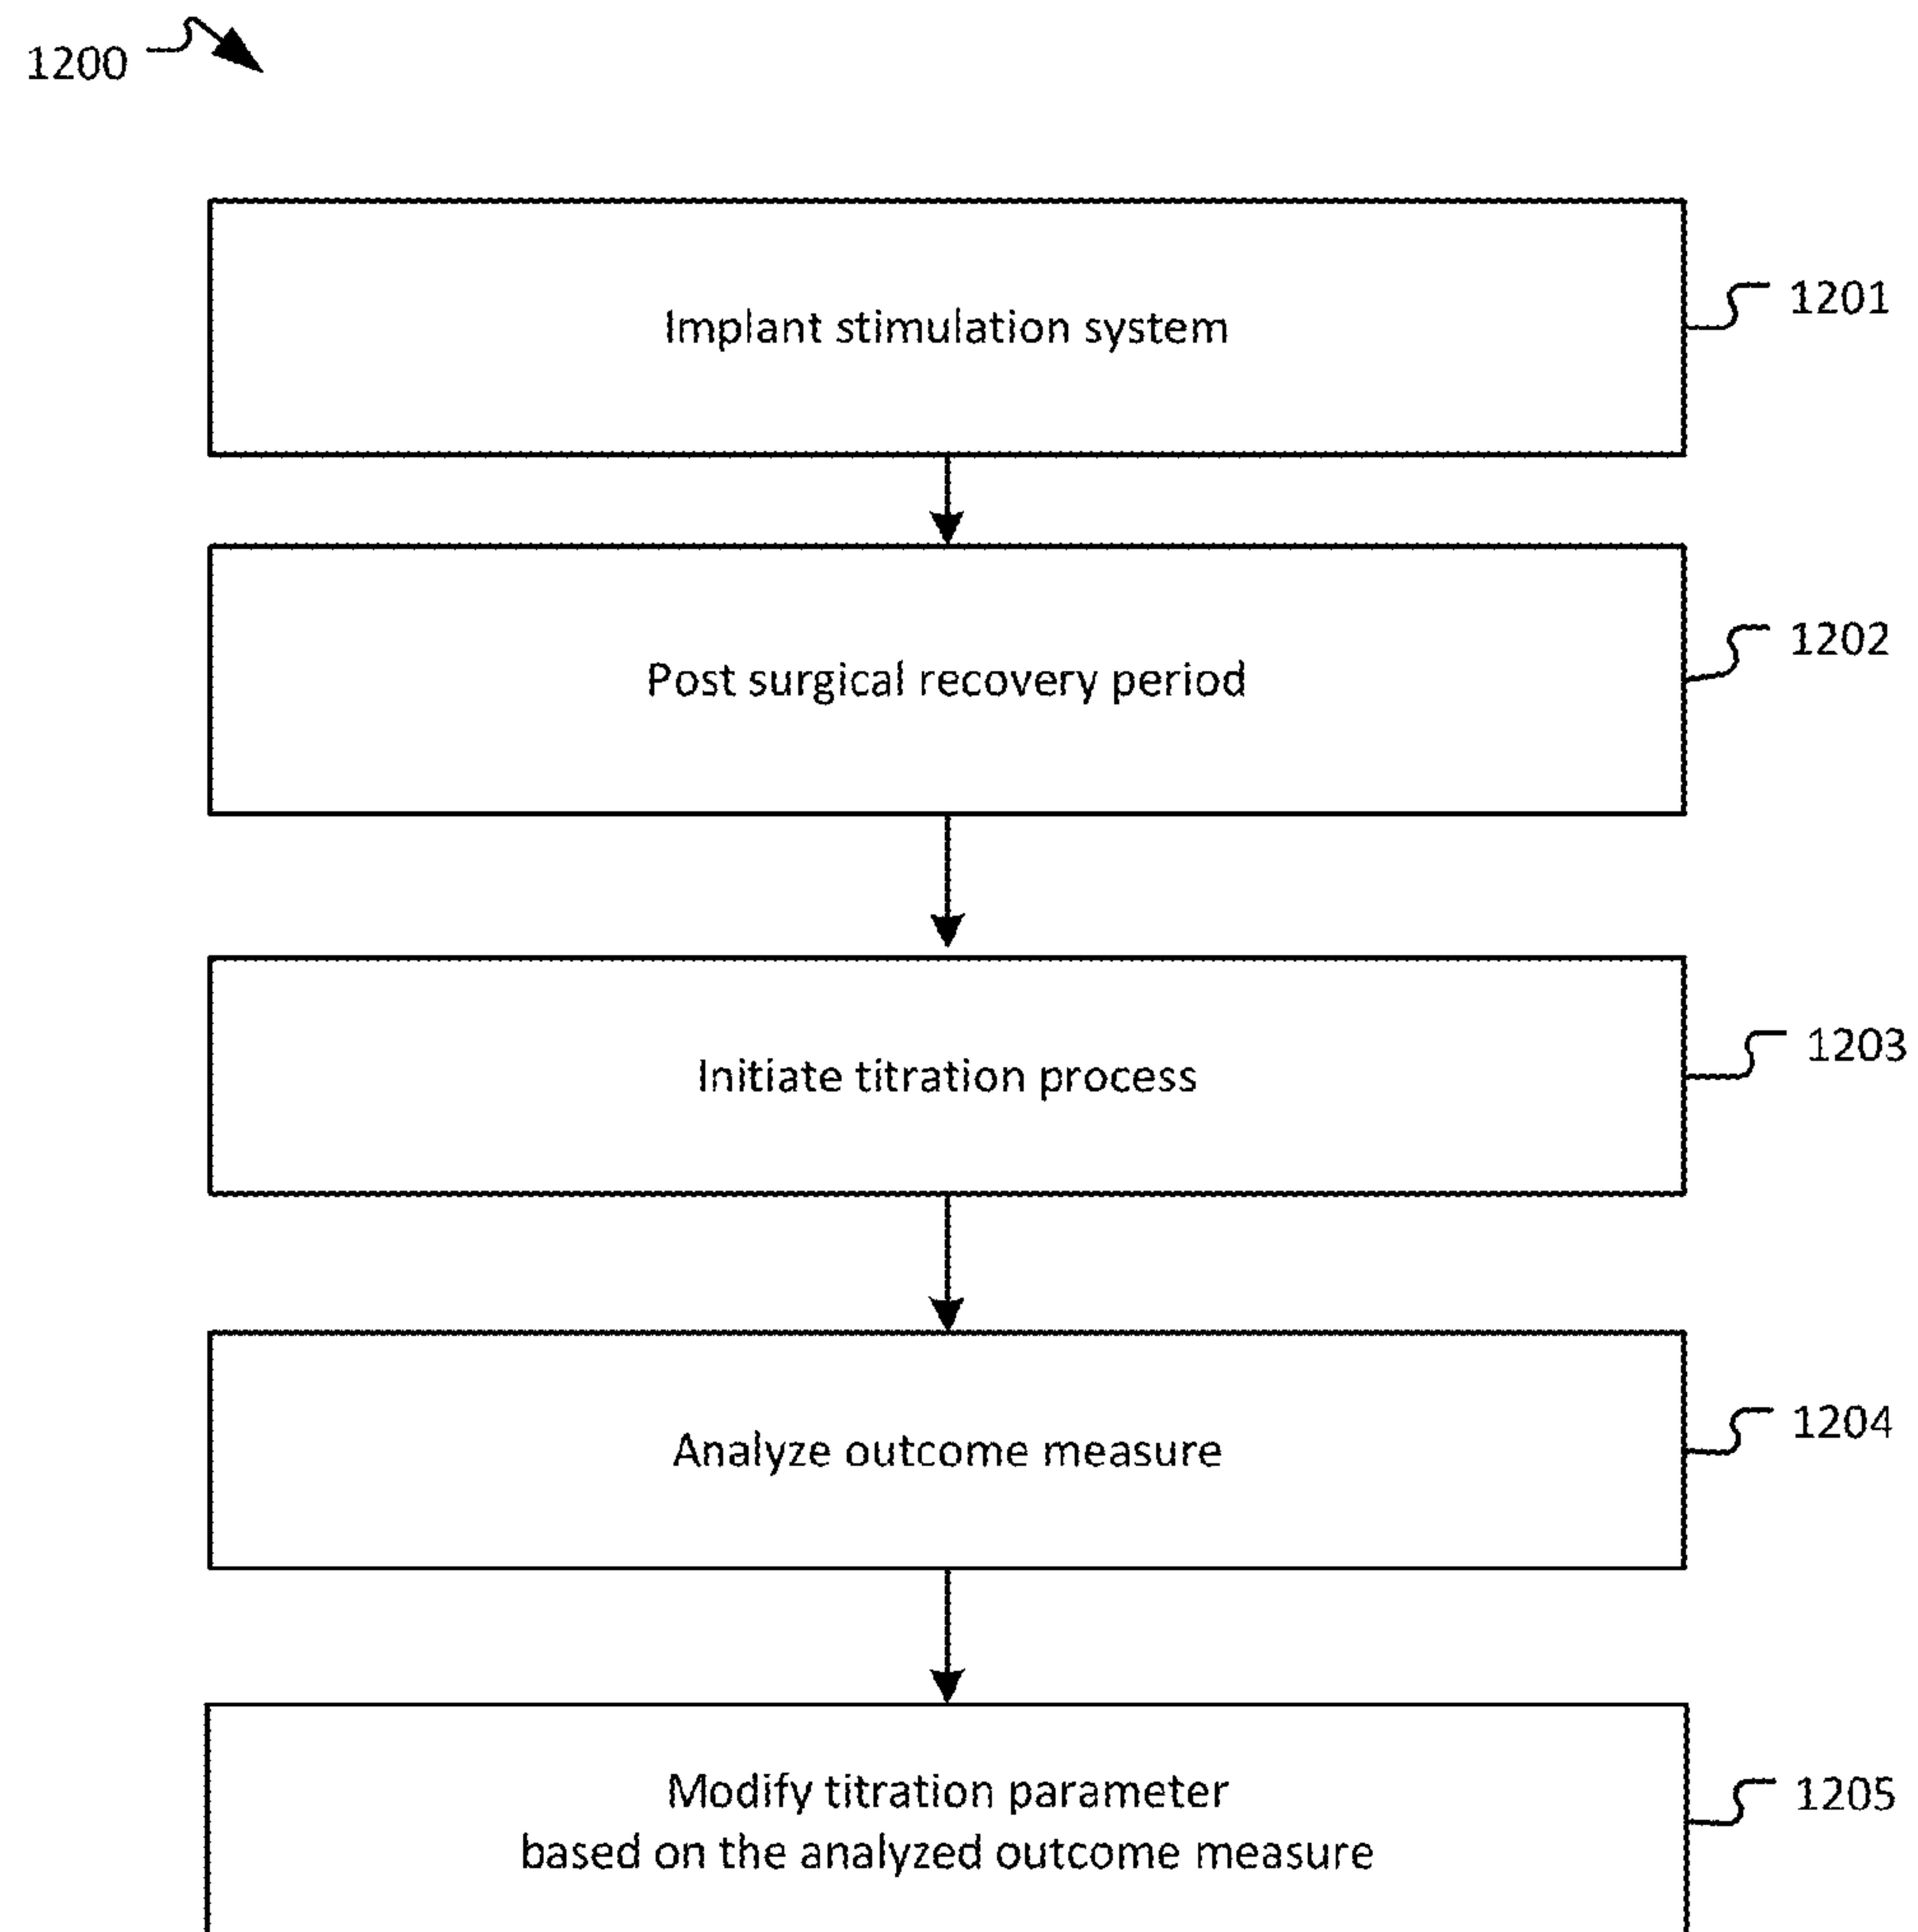 1200
Implant stimulation system
1201
Post surgical recovery period
1202
Initiate titration process
1203
Analyze outcome measure
1204
Modify titration parameter
based on the analyzed outcome measure
1205